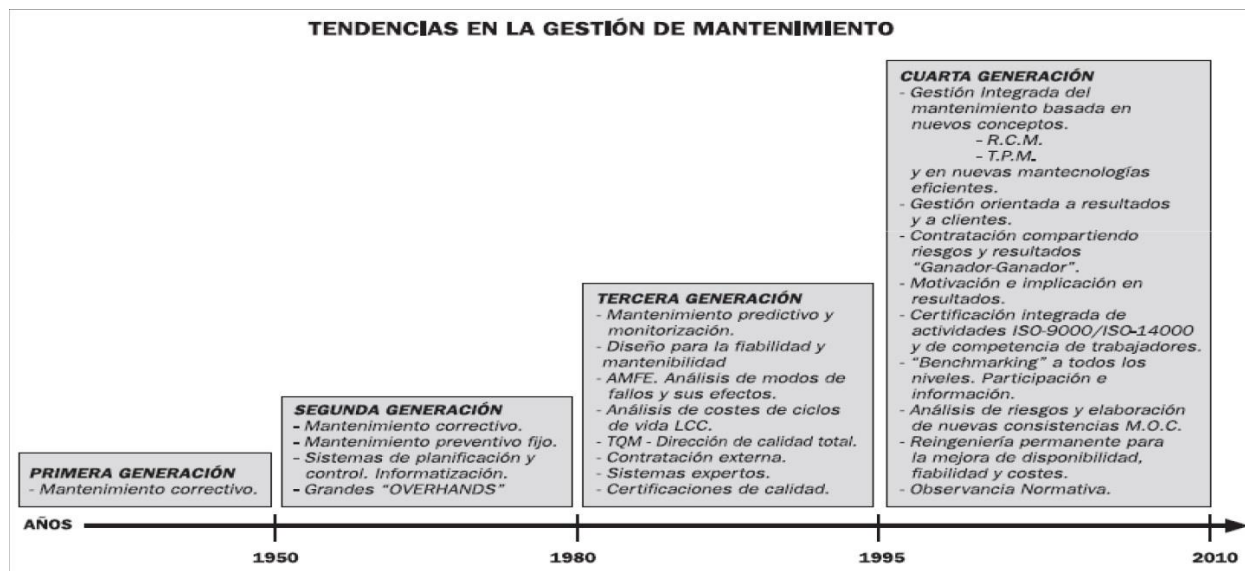 TENDENCIAS EN LA GESTIÓN DE MANTENIMIENTO
PRIMERA GENERACIÓN
- Mantenimiento correctivo.
SEGUNDA GENERACIÓN
- Mantenimiento correctivo.
- Mantenimiento preventivo fijo.
- Sistemas de planificación y
control. Informatización.
- Grandes “OVERHANDS”
TERCERA GENERACIÓN
- Mantenimiento predictivo y
monitorización.
- Diseño para la fiabilidad y
mantenibilidad
- AMFE. Análisis de modos de
fallos y sus efectos.
- Análisis de costes de ciclos
de vida LCC.
- TQM - Dirección de calidad total.
- Contratación externa.
- Sistemas expertos.
- Certificaciones de calidad.
CUARTA GENERACIÓN
- Gestión Integrada del
mantenimiento basada en
nuevos conceptos.
- R.C.M.
- T.P.M.
y en nuevas mantecnologías
eficientes.
- Gestión orientada a resultados
y a clientes.
- Contratación compartiendo
riesgos y resultados
“Ganador-Ganador”.
- Motivación e implicación en
resultados.
- Certificación integrada de
actividades ISO-9000/ISO-14000
y de competencia de trabajadores.
- “Benchmarking” a todos los
niveles. Participación e
información.
- Análisis de riesgos y elaboración
de nuevas consistencias M.O.C.
- Reingeniería permanente para
la mejora de disponibilidad,
fiabilidad y costes.
- Observancia Normativa.
AÑOS
1950 1980 1995 2010